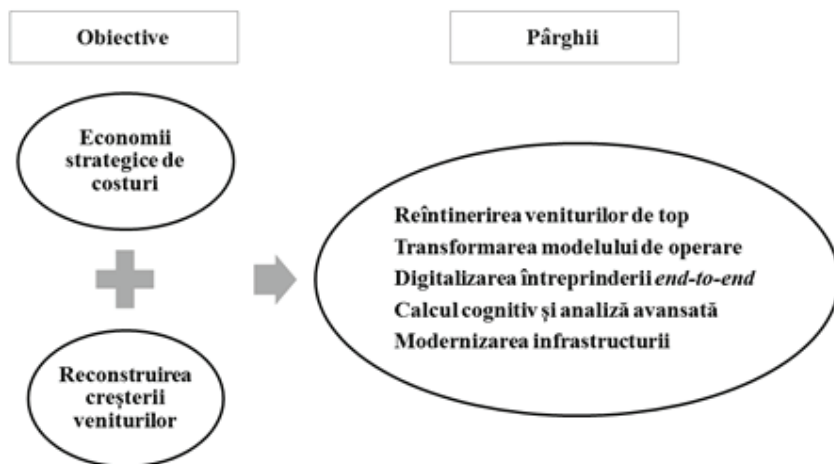 Obiective
Pârghii
Economii
strategice de
costuri
Reconstruirea
creșterii
veniturilor
Reîntinerirea veniturilor de top
Transformarea modelului de operare
Digitalizarea întreprinderii end-to-end
Calcul cognitiv și analiză avansată
Modernizarea infrastructurii